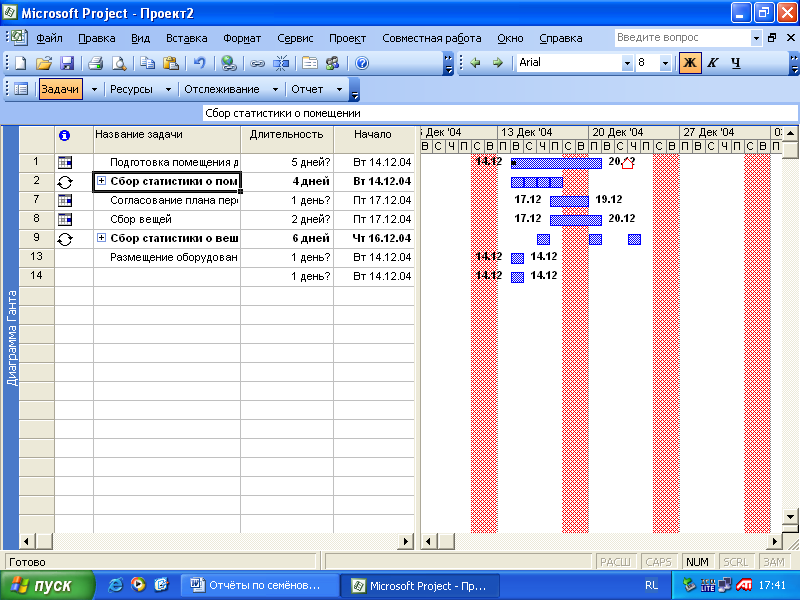 Microsoft Project - Проект2
Файл Правка Вид Вставка Формат Сервис Проект Совместная работа Окно Справка Введите вопрос
Arial 8 Ж К Ч
Задачи Ресурсы Отслеживание Отчет
Сбор статистики о помещении
Название задачи Длительность Начало Дек '04 13 Дек '04 20 Дек '04 27 Дек '04
В С Ч П С В П В С Ч П С В П В С Ч П С В П В С Ч П С В П
1 Подготовка помещения д 5 дней? Вт 14.12.04 14.12
2 Сбор статистики о пом 4 дней Вт 14.12.04
7 Согласование плана пере 1 день? Пт 17.12.04 17.12 19.12
8 Сбор вещей 2 дней? Пт 17.12.04 17.12 20.12
9 Сбор статистики о вещ 6 дней Чт 16.12.04
13 Размещение оборудован 1 день? Вт 14.12.04 14.12 14.12
14 1 день? Вт 14.12.04 14.12 14.12
Диаграмма Ганта
Готово РАСШ CAPS NUM SCRL ЗАМ
пуск Отчёты по семёнов... Microsoft Project - Пр... RL 17:41